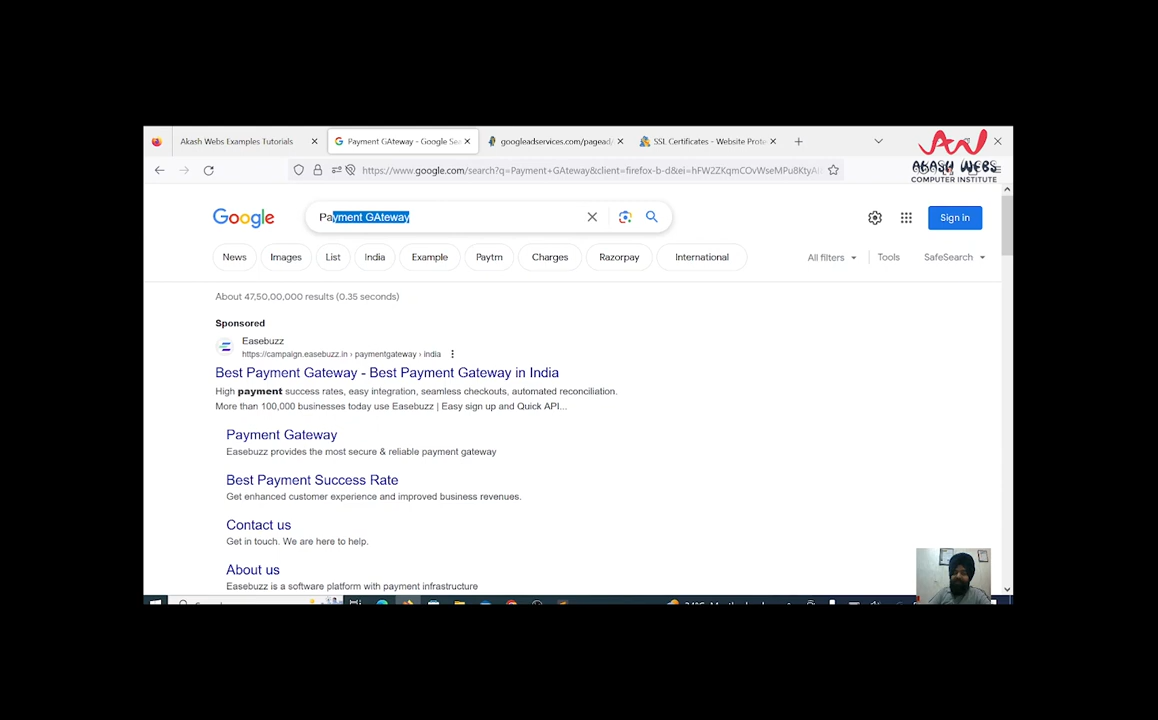 Akash Webs Examples Tutorials
Payment GAteway - Google Sea
googleadservices.com/pagead/
SSL Certificates - Website Prote
AKASH WEBS
COMPUTER INSTITUTE
https://www.google.com/search?q=Payment+GAteway&client=firefox-b-d&ei=
Google
Payment GAteway
Sign in
News
Images
List
India
Example
Paytm
Charges
Razorpay
International
All filters
Tools
SafeSearch
About 47,50,00,000 results (0.35 seconds)
Sponsored
Easebuzz
https://campaign.easebuzz.in › paymentgateway › india
Best Payment Gateway - Best Payment Gateway in India
High payment success rates, easy integration, seamless checkouts, automated reconciliation.
More than 100,000 businesses today use Easebuzz | Easy sign up and Quick API...
Payment Gateway
Easebuzz provides the most secure & reliable payment gateway
Best Payment Success Rate
Get enhanced customer experience and improved business revenues.
Contact us
Get in touch. We are here to help.
About us
Easebuzz is a software platform with payment infrastructure